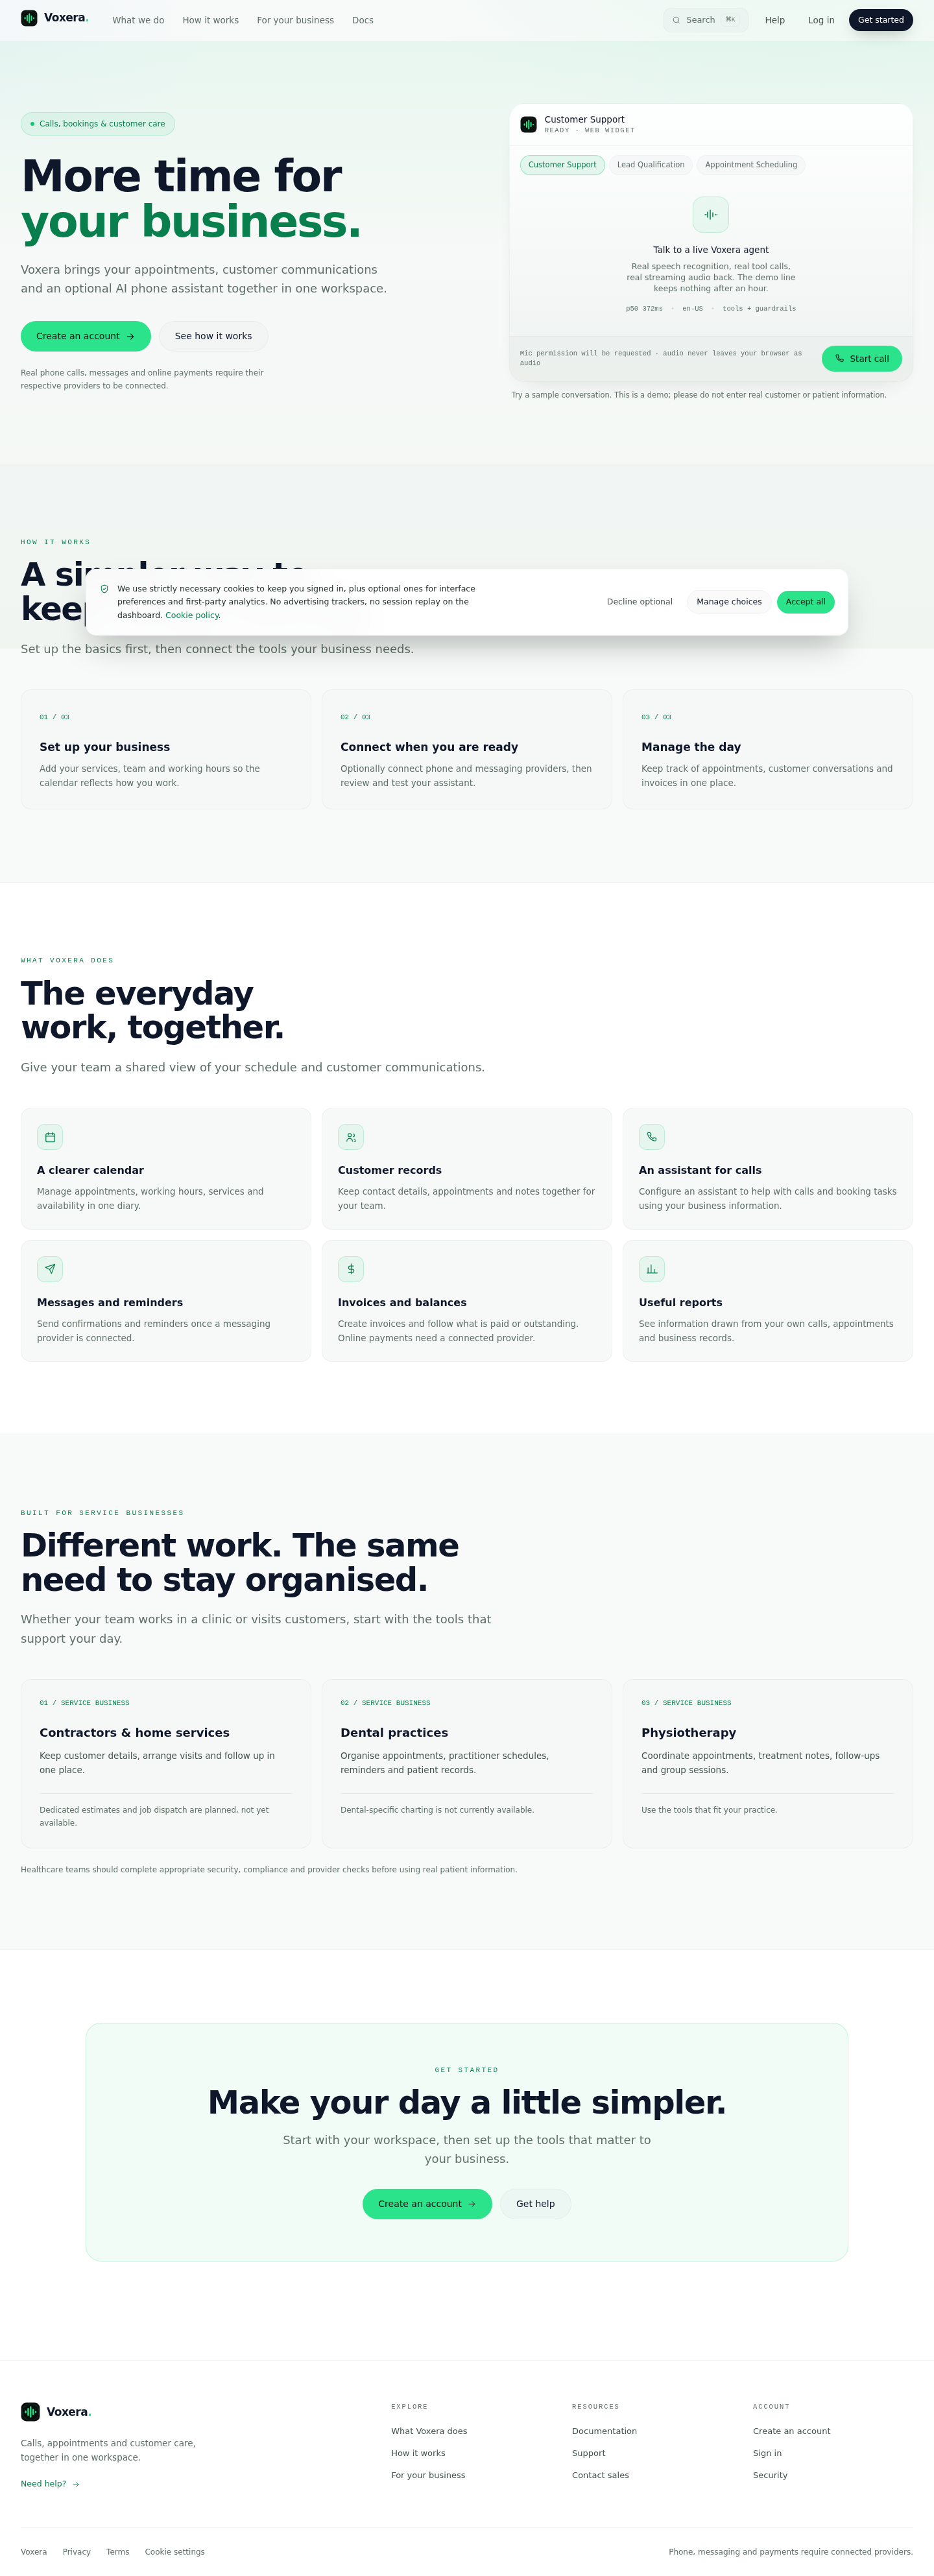 Voxera.
What we do
How it works
For your business
Docs
Search ⌘K
Help
Log in
Get started
Calls, bookings & customer care
More time for
your business.
Voxera brings your appointments, customer communications
and an optional AI phone assistant together in one workspace.
Create an account →
See how it works
Real phone calls, messages and online payments require their
respective providers to be connected.
Customer Support
READY · WEB WIDGET
Customer Support
Lead Qualification
Appointment Scheduling
Talk to a live Voxera agent
Real speech recognition, real tool calls,
real streaming audio back. The demo line
keeps nothing after an hour.
p50 372ms · en-US · tools + guardrails
Mic permission will be requested · audio never leaves your browser as
audio
Start call
Try a sample conversation. This is a demo; please do not enter real customer or patient information.
HOW IT WORKS
A
keep
We use strictly necessary cookies to keep you signed in, plus optional ones for interface
preferences and first-party analytics. No advertising trackers, no session replay on the
dashboard. Cookie policy.
Decline optional
Manage choices
Accept all
Set up the basics first, then connect the tools your business needs.
01 / 03
Set up your business
Add your services, team and working hours so the
calendar reflects how you work.
02 / 03
Connect when you are ready
Optionally connect phone and messaging providers, then
review and test your assistant.
03 / 03
Manage the day
Keep track of appointments, customer conversations and
invoices in one place.
WHAT VOXERA DOES
The everyday
work, together.
Give your team a shared view of your schedule and customer communications.
A clearer calendar
Manage appointments, working hours, services and
availability in one diary.
Customer records
Keep contact details, appointments and notes together for
your team.
An assistant for calls
Configure an assistant to help with calls and booking tasks
using your business information.
Messages and reminders
Send confirmations and reminders once a messaging
provider is connected.
Invoices and balances
Create invoices and follow what is paid or outstanding.
Online payments need a connected provider.
Useful reports
See information drawn from your own calls, appointments
and business records.
BUILT FOR SERVICE BUSINESSES
Different work. The same
need to stay organised.
Whether your team works in a clinic or visits customers, start with the tools that
support your day.
01 / SERVICE BUSINESS
Contractors & home services
Keep customer details, arrange visits and follow up in
one place.
Dedicated estimates and job dispatch are planned, not yet
available.
02 / SERVICE BUSINESS
Dental practices
Organise appointments, practitioner schedules,
reminders and patient records.
Dental-specific charting is not currently available.
03 / SERVICE BUSINESS
Physiotherapy
Coordinate appointments, treatment notes, follow-ups
and group sessions.
Use the tools that fit your practice.
Healthcare teams should complete appropriate security, compliance and provider checks before using real patient information.
GET STARTED
Make your day a little simpler.
Start with your workspace, then set up the tools that matter to
your business.
Create an account →
Get help
Voxera.
Calls, appointments and customer care,
together in one workspace.
Need help? →
EXPLORE
What Voxera does
How it works
For your business
RESOURCES
Documentation
Support
Contact sales
ACCOUNT
Create an account
Sign in
Security
Voxera
Privacy
Terms
Cookie settings
Phone, messaging and payments require connected providers.